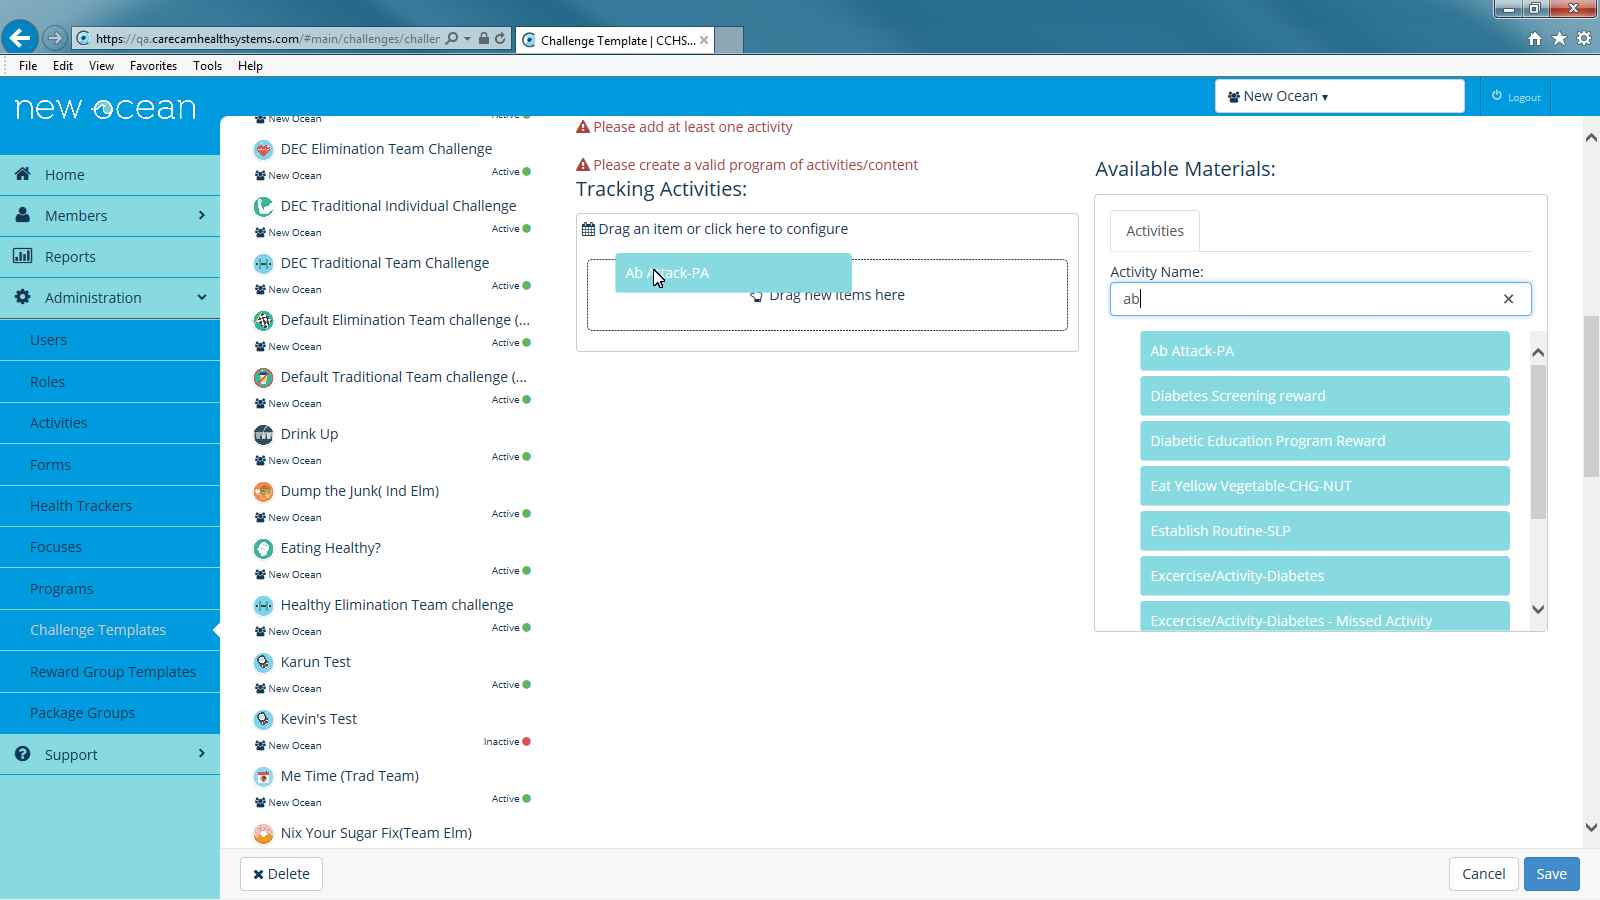 https://qa.carecamhealthsystems.com/#main/challenges/challer
Challenge Template | CCHS...
File Edit View Favorites Tools Help
new ocean
New Ocean
Logout
Home
Members
Reports
Administration
Users
Roles
Activities
Forms
Health Trackers
Focuses
Programs
Challenge Templates
Reward Group Templates
Package Groups
Support
New Ocean
Active
DEC Elimination Team Challenge
New Ocean
Active
DEC Traditional Individual Challenge
New Ocean
Active
DEC Traditional Team Challenge
New Ocean
Active
Default Elimination Team challenge (...
New Ocean
Active
Default Traditional Team challenge (...
New Ocean
Active
Drink Up
New Ocean
Active
Dump the Junk( Ind Elm)
New Ocean
Active
Eating Healthy?
New Ocean
Active
Healthy Elimination Team challenge
New Ocean
Active
Karun Test
New Ocean
Active
Kevin's Test
New Ocean
Inactive
Me Time (Trad Team)
New Ocean
Active
Nix Your Sugar Fix(Team Elm)
Please add at least one activity
Please create a valid program of activities/content
Tracking Activities:
Drag an item or click here to configure
Ab Attack-PA
Drag new items here
Available Materials:
Activities
Activity Name:
ab
Ab Attack-PA
Diabetes Screening reward
Diabetic Education Program Reward
Eat Yellow Vegetable-CHG-NUT
Establish Routine-SLP
Excercise/Activity-Diabetes
Excercise/Activity-Diabetes - Missed Activity
Delete
Cancel
Save